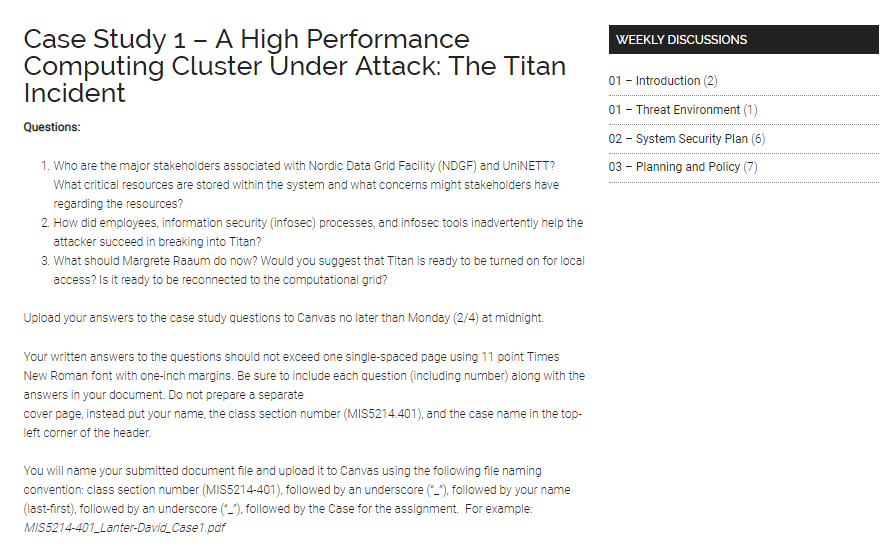 Case Study 1 – A High Performance
Computing Cluster Under Attack: The Titan
Incident
Questions:
1. Who are the major stakeholders associated with Nordic Data Grid Facility (NDGF) and UniNETT?
What critical resources are stored within the system and what concerns might stakeholders have
regarding the resources?
2. How did employees, information security (infosec) processes, and infosec tools inadvertently help the
attacker succeed in breaking into Titan?
3. What should Margrete Raaum do now? Would you suggest that Titan is ready to be turned on for local
access? Is it ready to be reconnected to the computational grid?
Upload your answers to the case study questions to Canvas no later than Monday (2/4) at midnight.
Your written answers to the questions should not exceed one single-spaced page using 11 point Times
New Roman font with one-inch margins. Be sure to include each question (including number) along with the
answers in your document. Do not prepare a separate
cover page, instead put your name, the class section number (MIS5214.401), and the case name in the top-
left corner of the header.
You will name your submitted document file and upload it to Canvas using the following file naming
convention: class section number (MIS5214-401), followed by an underscore (“_”), followed by your name
(last-first), followed by an underscore (“_”), followed by the Case for the assignment. For example:
MIS5214-401_Lanter-David_Case1.pdf
WEEKLY DISCUSSIONS
01 – Introduction (2)
01 – Threat Environment (1)
02 – System Security Plan (6)
03 – Planning and Policy (7)